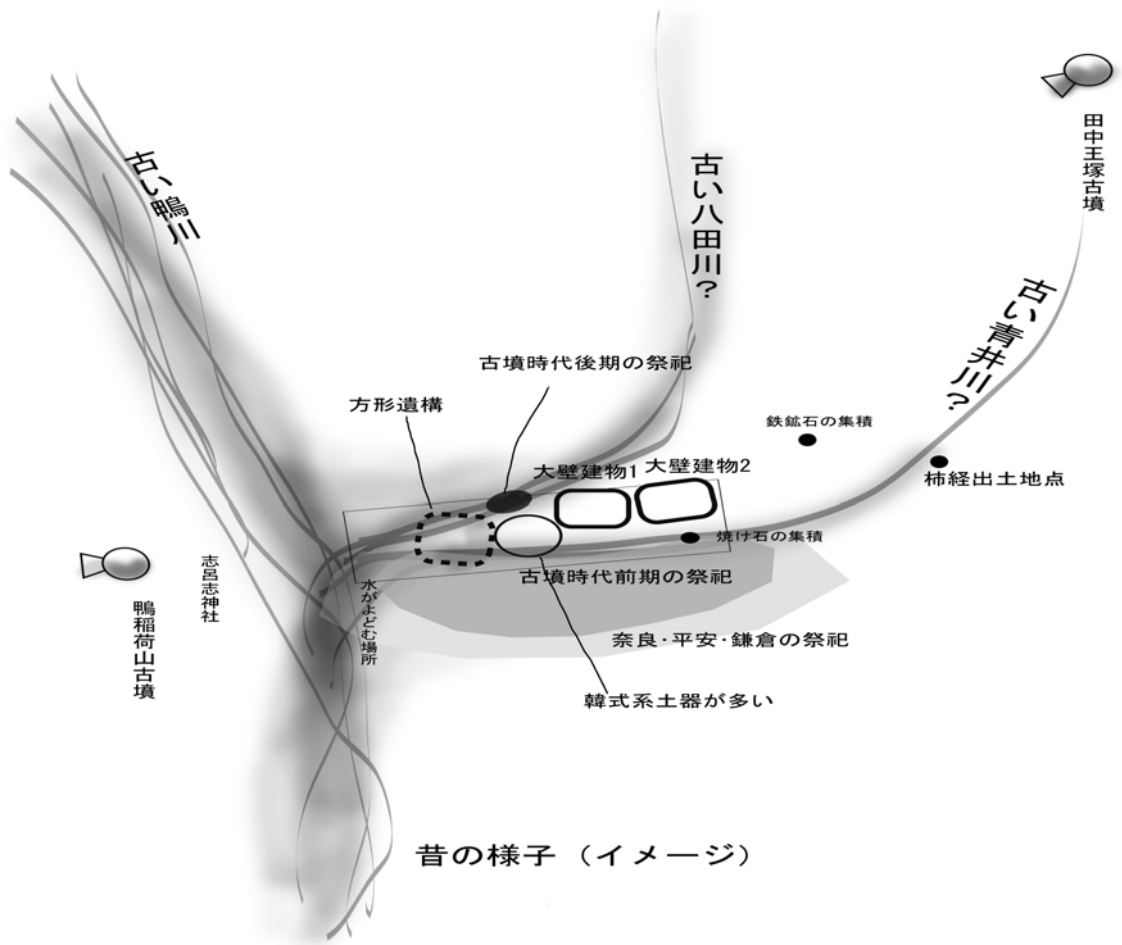 田中王塚古墳
古い鴨川
古い八田川？
古い青井川？
古墳時代後期の祭祀
方形遺構
鉄鉱石の集積
大壁建物1
大壁建物2
柿経出土地点
焼け石の集積
志呂志神社
鴨稲荷山古墳
水がよどむ場所
古墳時代前期の祭祀
奈良・平安・鎌倉の祭祀
韓式系土器が多い
昔の様子（イメージ）